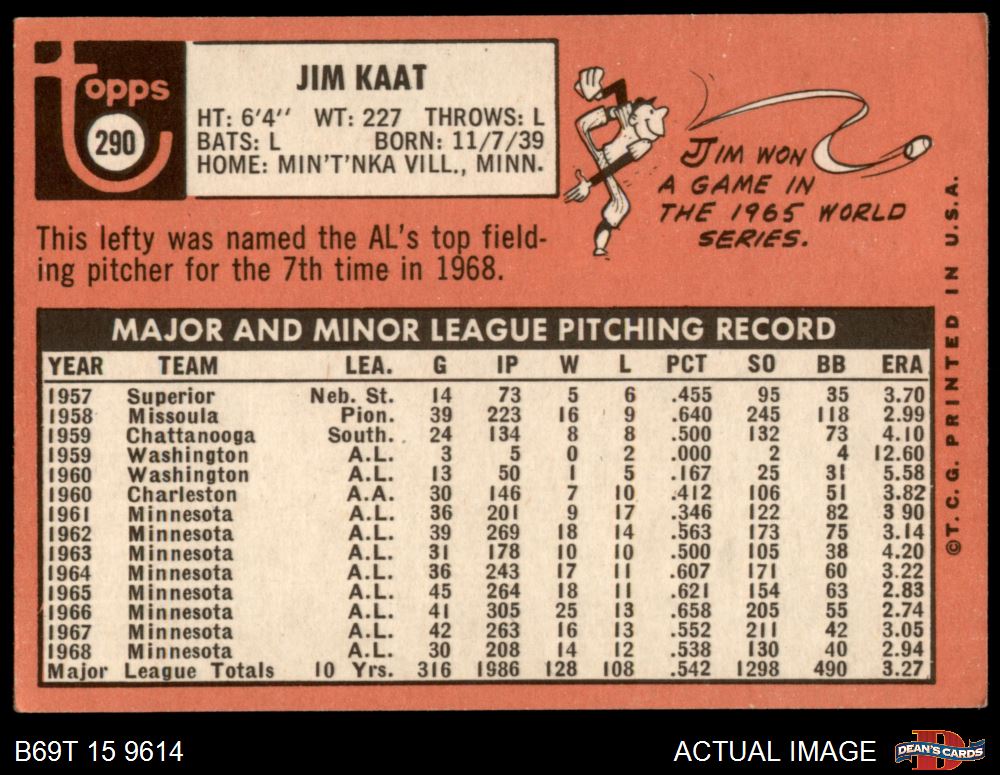 topps
290
JIM KAAT
HT: 6'4'' WT: 227 THROWS: L
BATS: L BORN: 11/7/39
HOME: MIN'T'NKA VILL., MINN.
JIM WON
A GAME IN
THE 1965 WORLD
SERIES.
This lefty was named the AL's top field-
ing pitcher for the 7th time in 1968.
MAJOR AND MINOR LEAGUE PITCHING RECORD
YEAR TEAM LEA. G IP W L PCT SO BB ERA
1957 Superior Neb. St. 14 73 5 6 .455 95 35 3.70
1958 Missoula Pion. 39 223 16 9 .640 245 118 2.99
1959 Chattanooga South. 24 134 8 8 .500 132 73 4.10
1959 Washington A.L. 3 5 0 2 .000 2 4 12.60
1960 Washington A.L. 13 50 1 5 .167 25 31 5.58
1960 Charleston A.A. 30 146 7 10 .412 106 51 3.82
1961 Minnesota A.L. 36 201 9 17 .346 122 82 3 90
1962 Minnesota A.L. 39 269 18 14 .563 173 75 3.14
1963 Minnesota A.L. 31 178 10 10 .500 105 38 4.20
1964 Minnesota A.L. 36 243 17 11 .607 171 60 3.22
1965 Minnesota A.L. 45 264 18 11 .621 154 63 2.83
1966 Minnesota A.L. 41 305 25 13 .658 205 55 2.74
1967 Minnesota A.L. 42 263 16 13 .552 211 42 3.05
1968 Minnesota A.L. 30 208 14 12 .538 130 40 2.94
Major League Totals 10 Yrs. 316 1986 128 108 .542 1298 490 3.27
©T.C.G. PRINTED IN U.S.A.
B69T 15 9614
ACTUAL IMAGE
DEAN'S CARDS